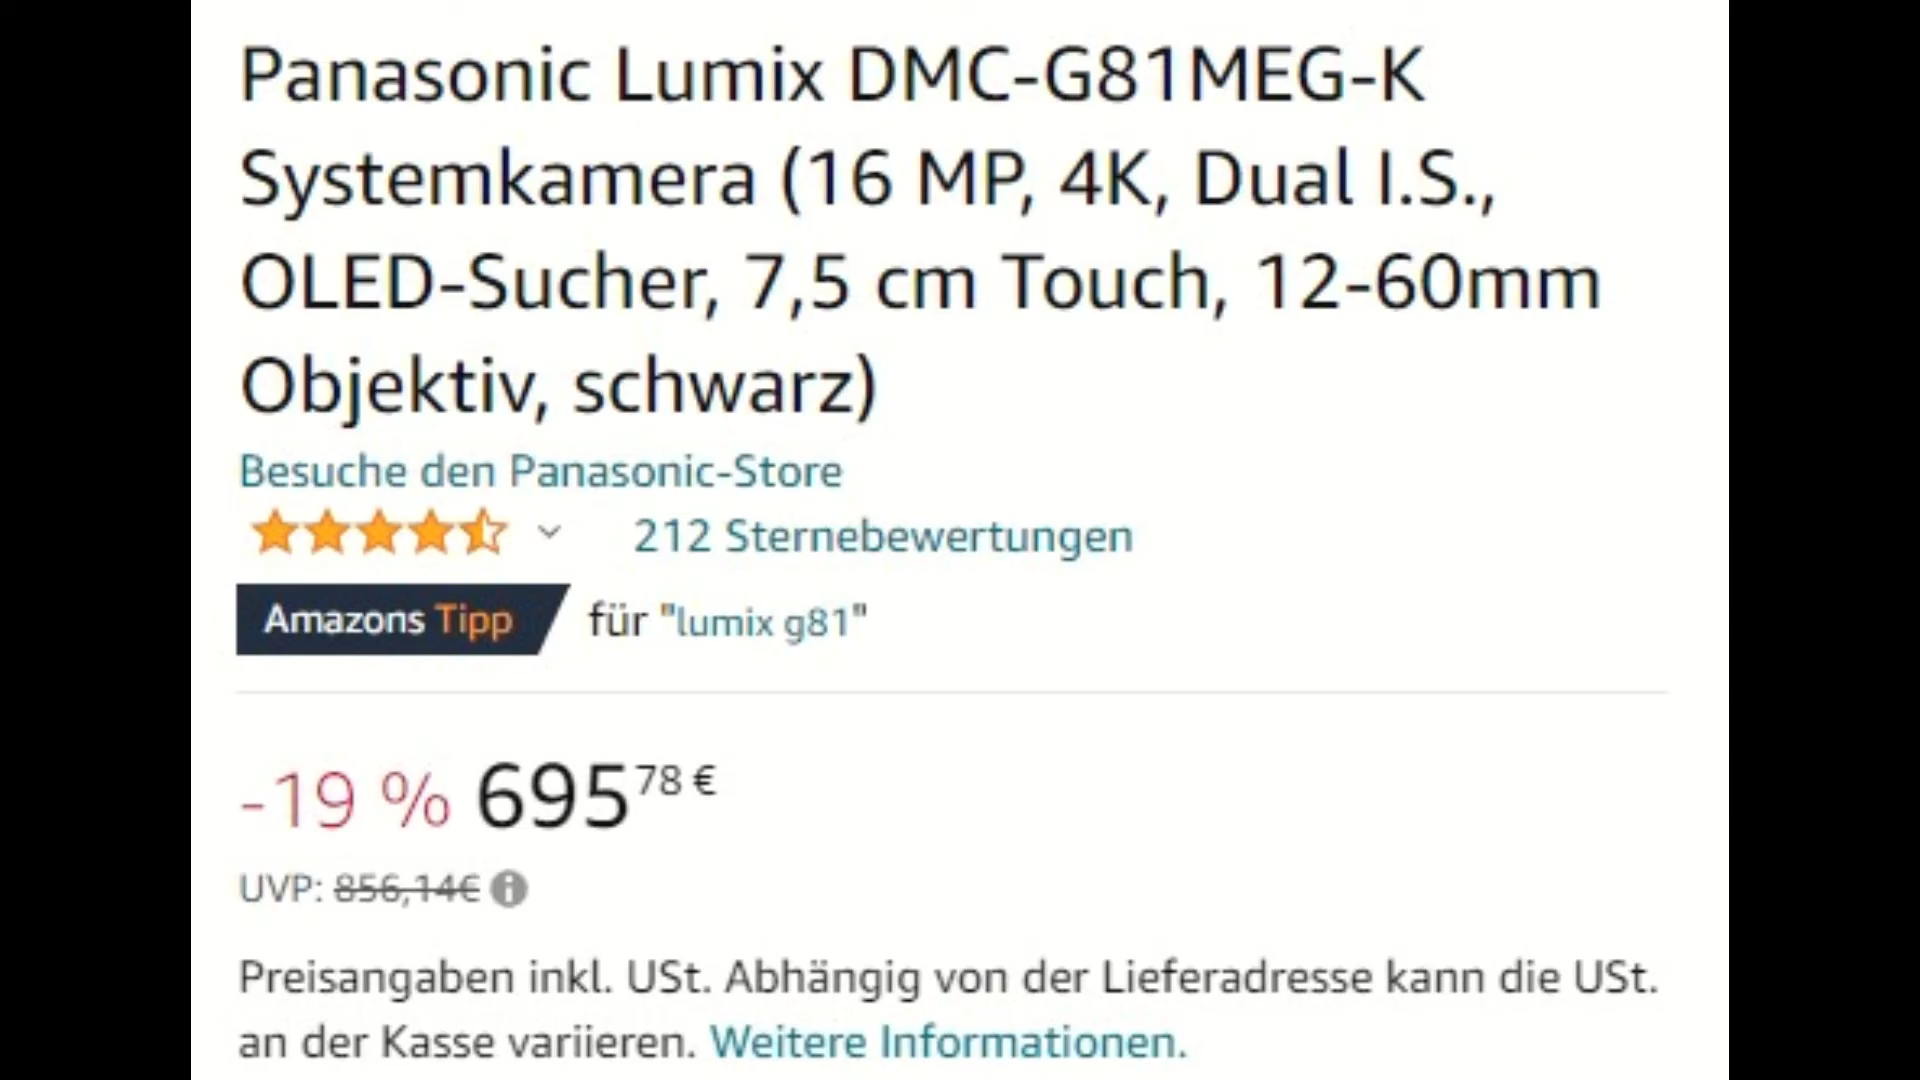 Panasonic Lumix DMC-G81MEG-K
Systemkamera (16 MP, 4K, Dual I.S.,
OLED-Sucher, 7,5 cm Touch, 12-60mm
Objektiv, schwarz)
Besuche den Panasonic-Store
212 Sternebewertungen
Amazons Tipp für "lumix g81"
-19 % 695 78 €
UVP: 856,14€
Preisangaben inkl. USt. Abhängig von der Lieferadresse kann die USt.
an der Kasse variieren. Weitere Informationen.